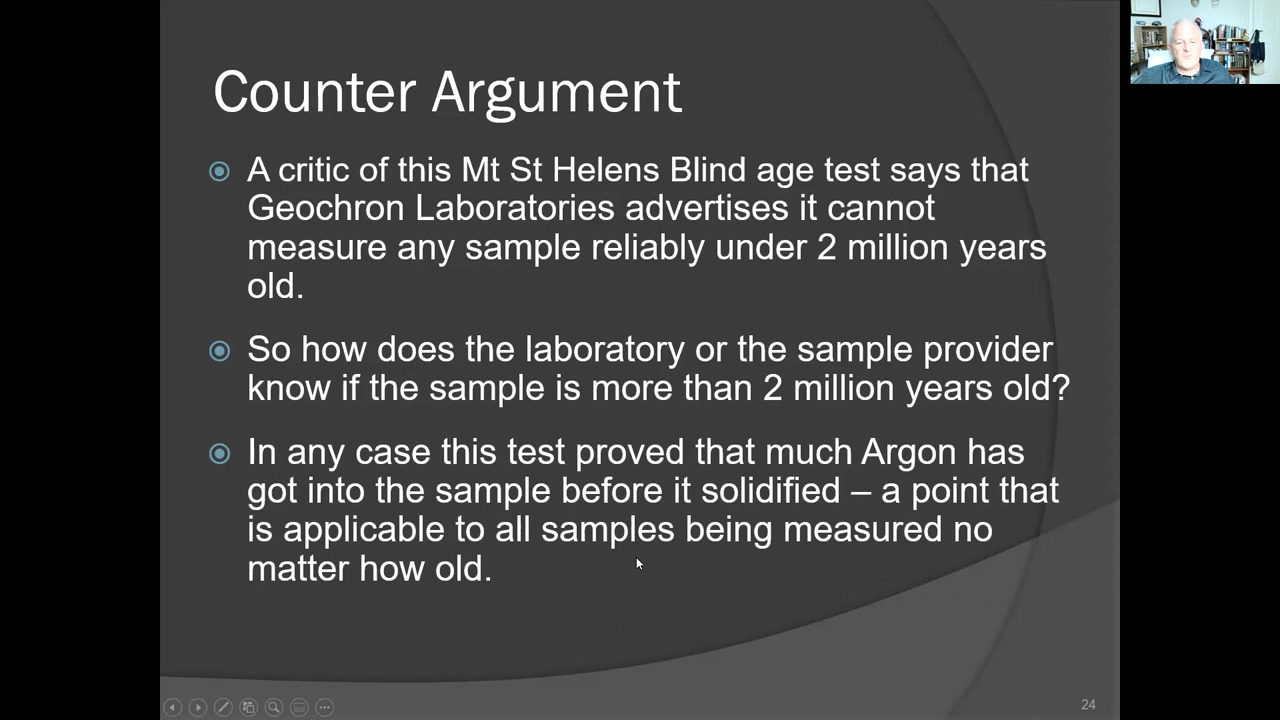 Counter Argument
A critic of this Mt St Helens Blind age test says that
Geochron Laboratories advertises it cannot
measure any sample reliably under 2 million years
old.
So how does the laboratory or the sample provider
know if the sample is more than 2 million years old?
In any case this test proved that much Argon has
got into the sample before it solidified – a point that
is applicable to all samples being measured no
matter how old.
24